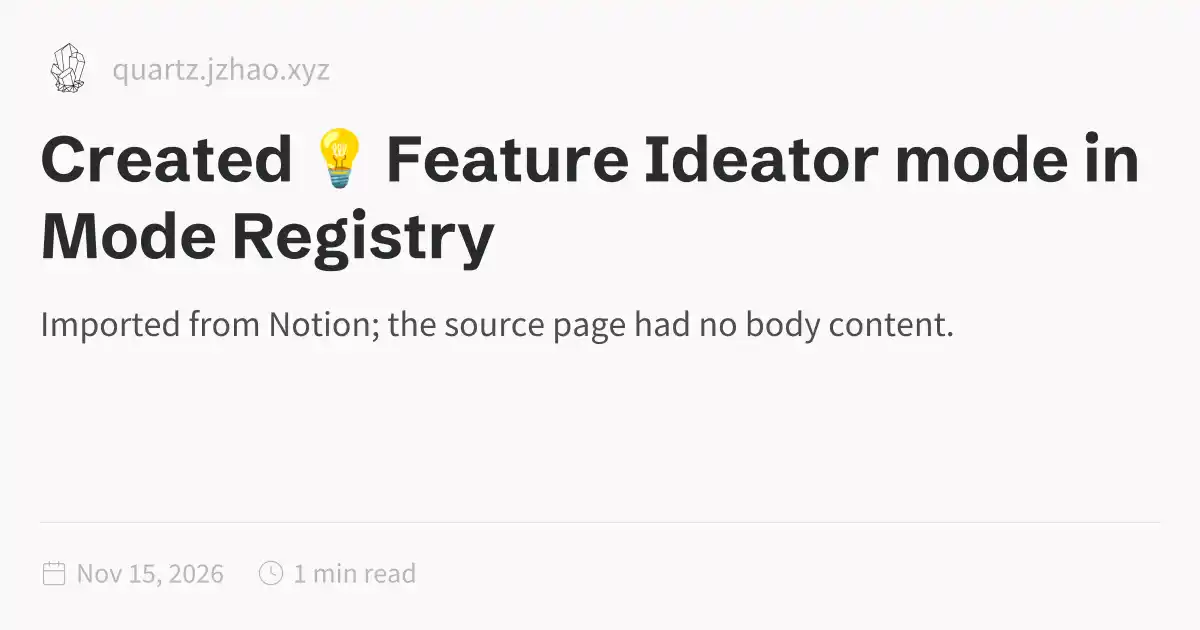 quartz.jzhao.xyz
Created 💡 Feature Ideator mode in
Mode Registry
Imported from Notion; the source page had no body content.
Nov 15, 2026 1 min read